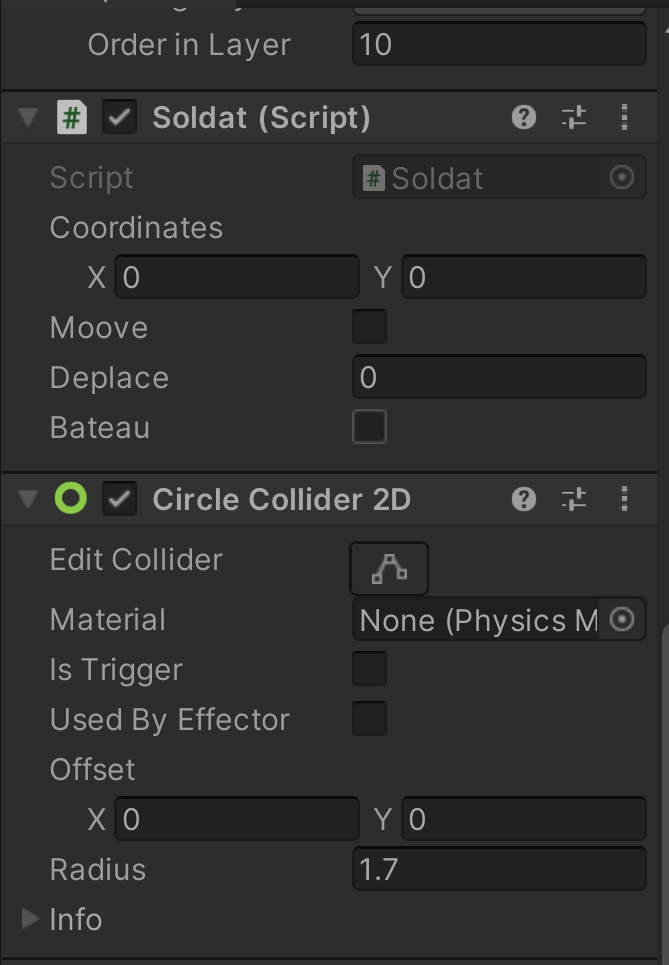 Order in Layer 10
# Soldat (Script)
Script # Soldat
Coordinates
X 0 Y 0
Moove
Deplace 0
Bateau
Circle Collider 2D
Edit Collider
Material None (Physics M
Is Trigger
Used By Effector
Offset
X 0 Y 0
Radius 1.7
Info